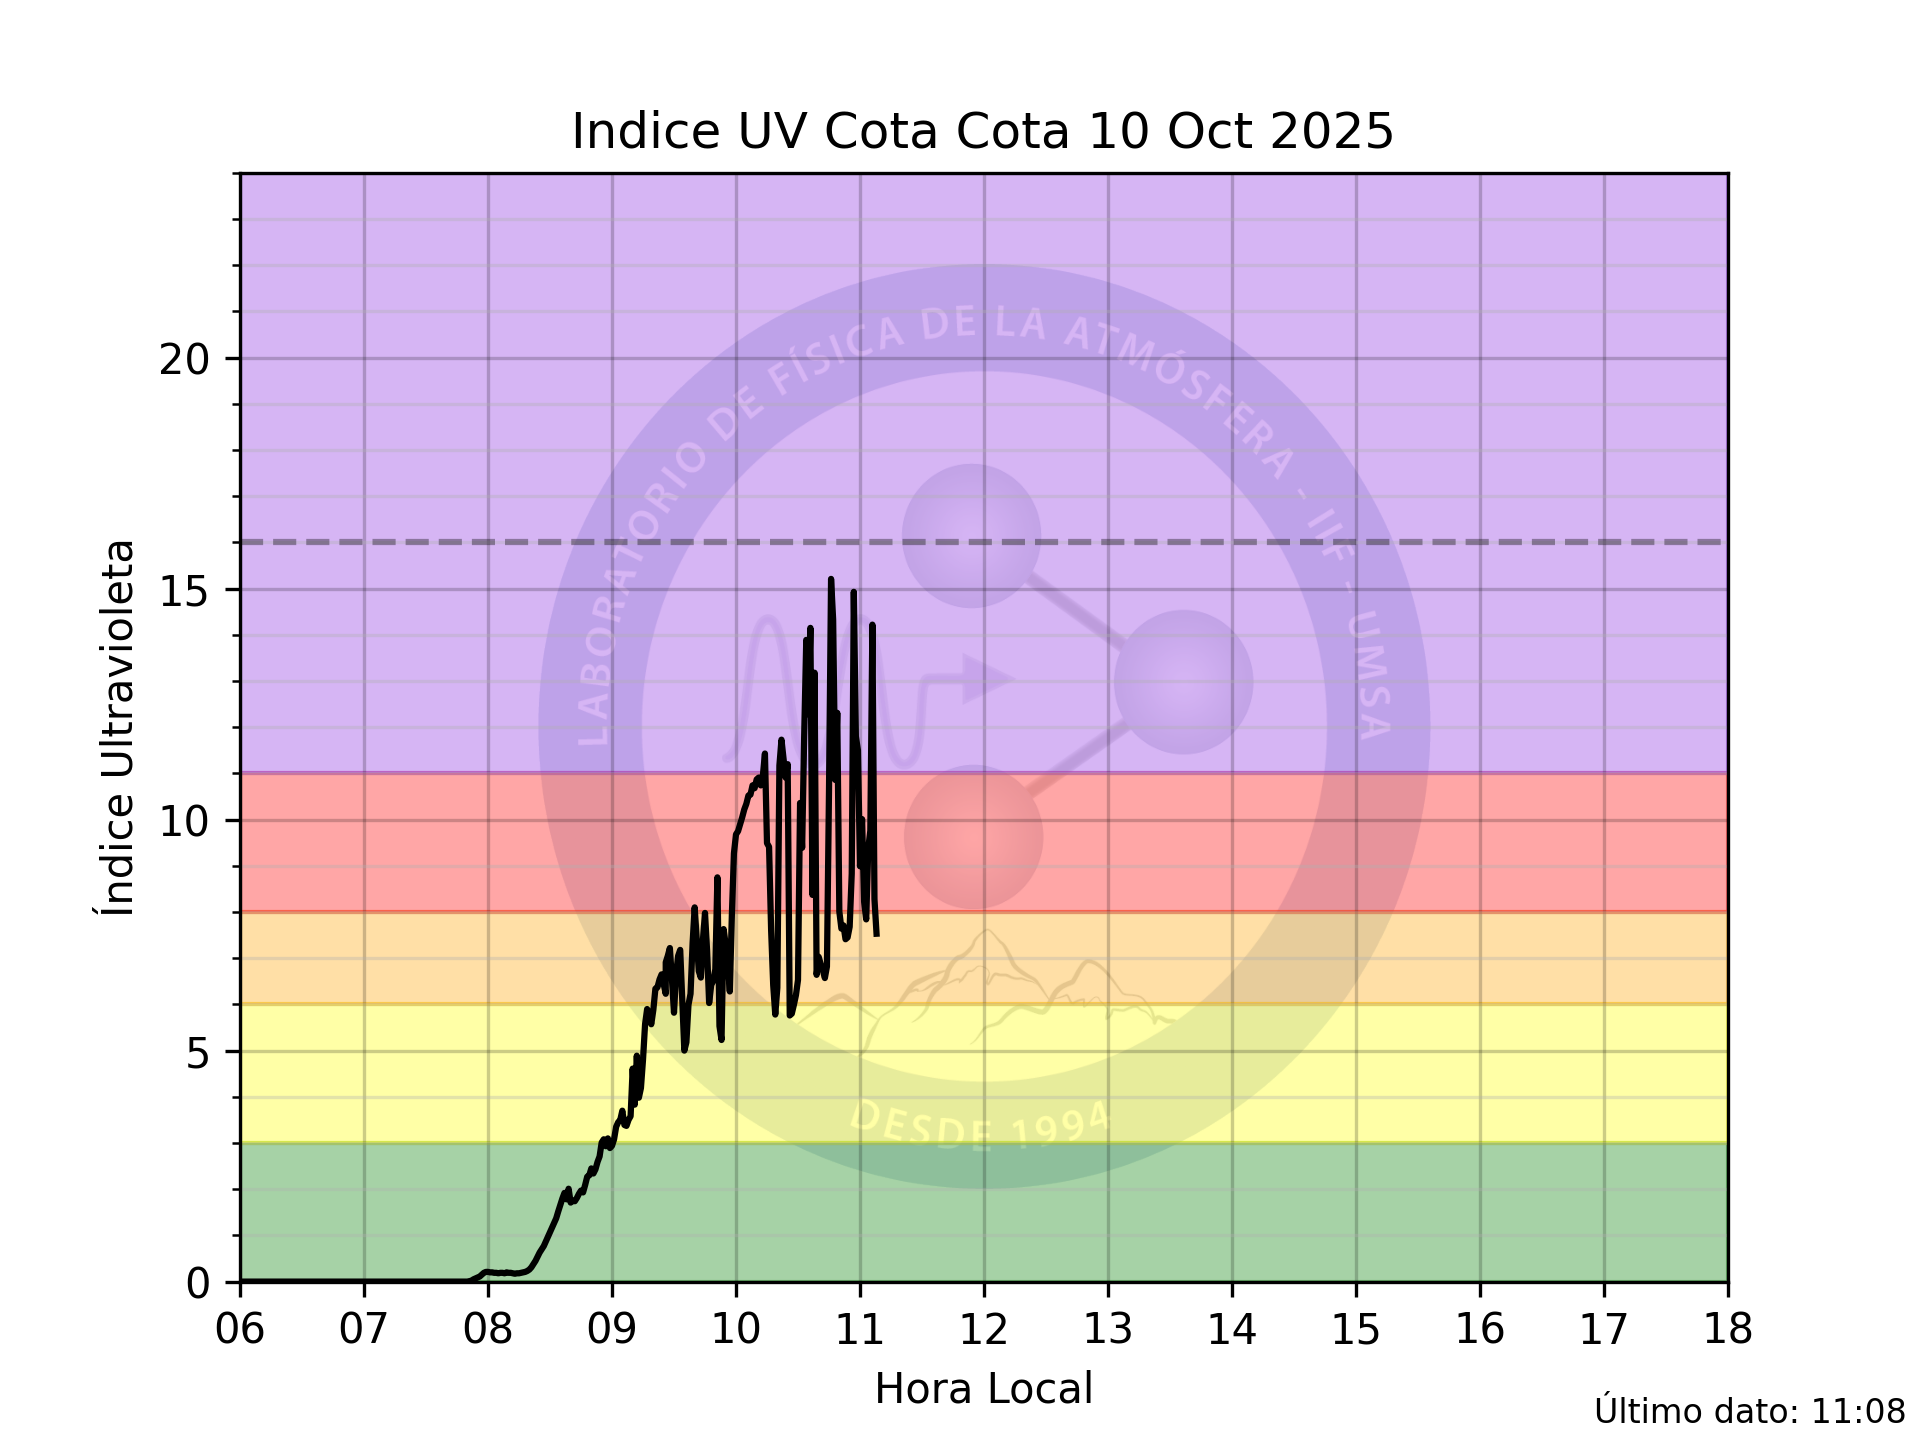 Indice UV Cota Cota 10 Oct 2025
LABORATORIO DE FÍSICA DE LA ATMÓSFERA - IIF - UMSA
DESDE 1994
Índice Ultravioleta
20
15
10
5
0
06 07 08 09 10 11 12 13 14 15 16 17 18
Hora Local
Último dato: 11:08